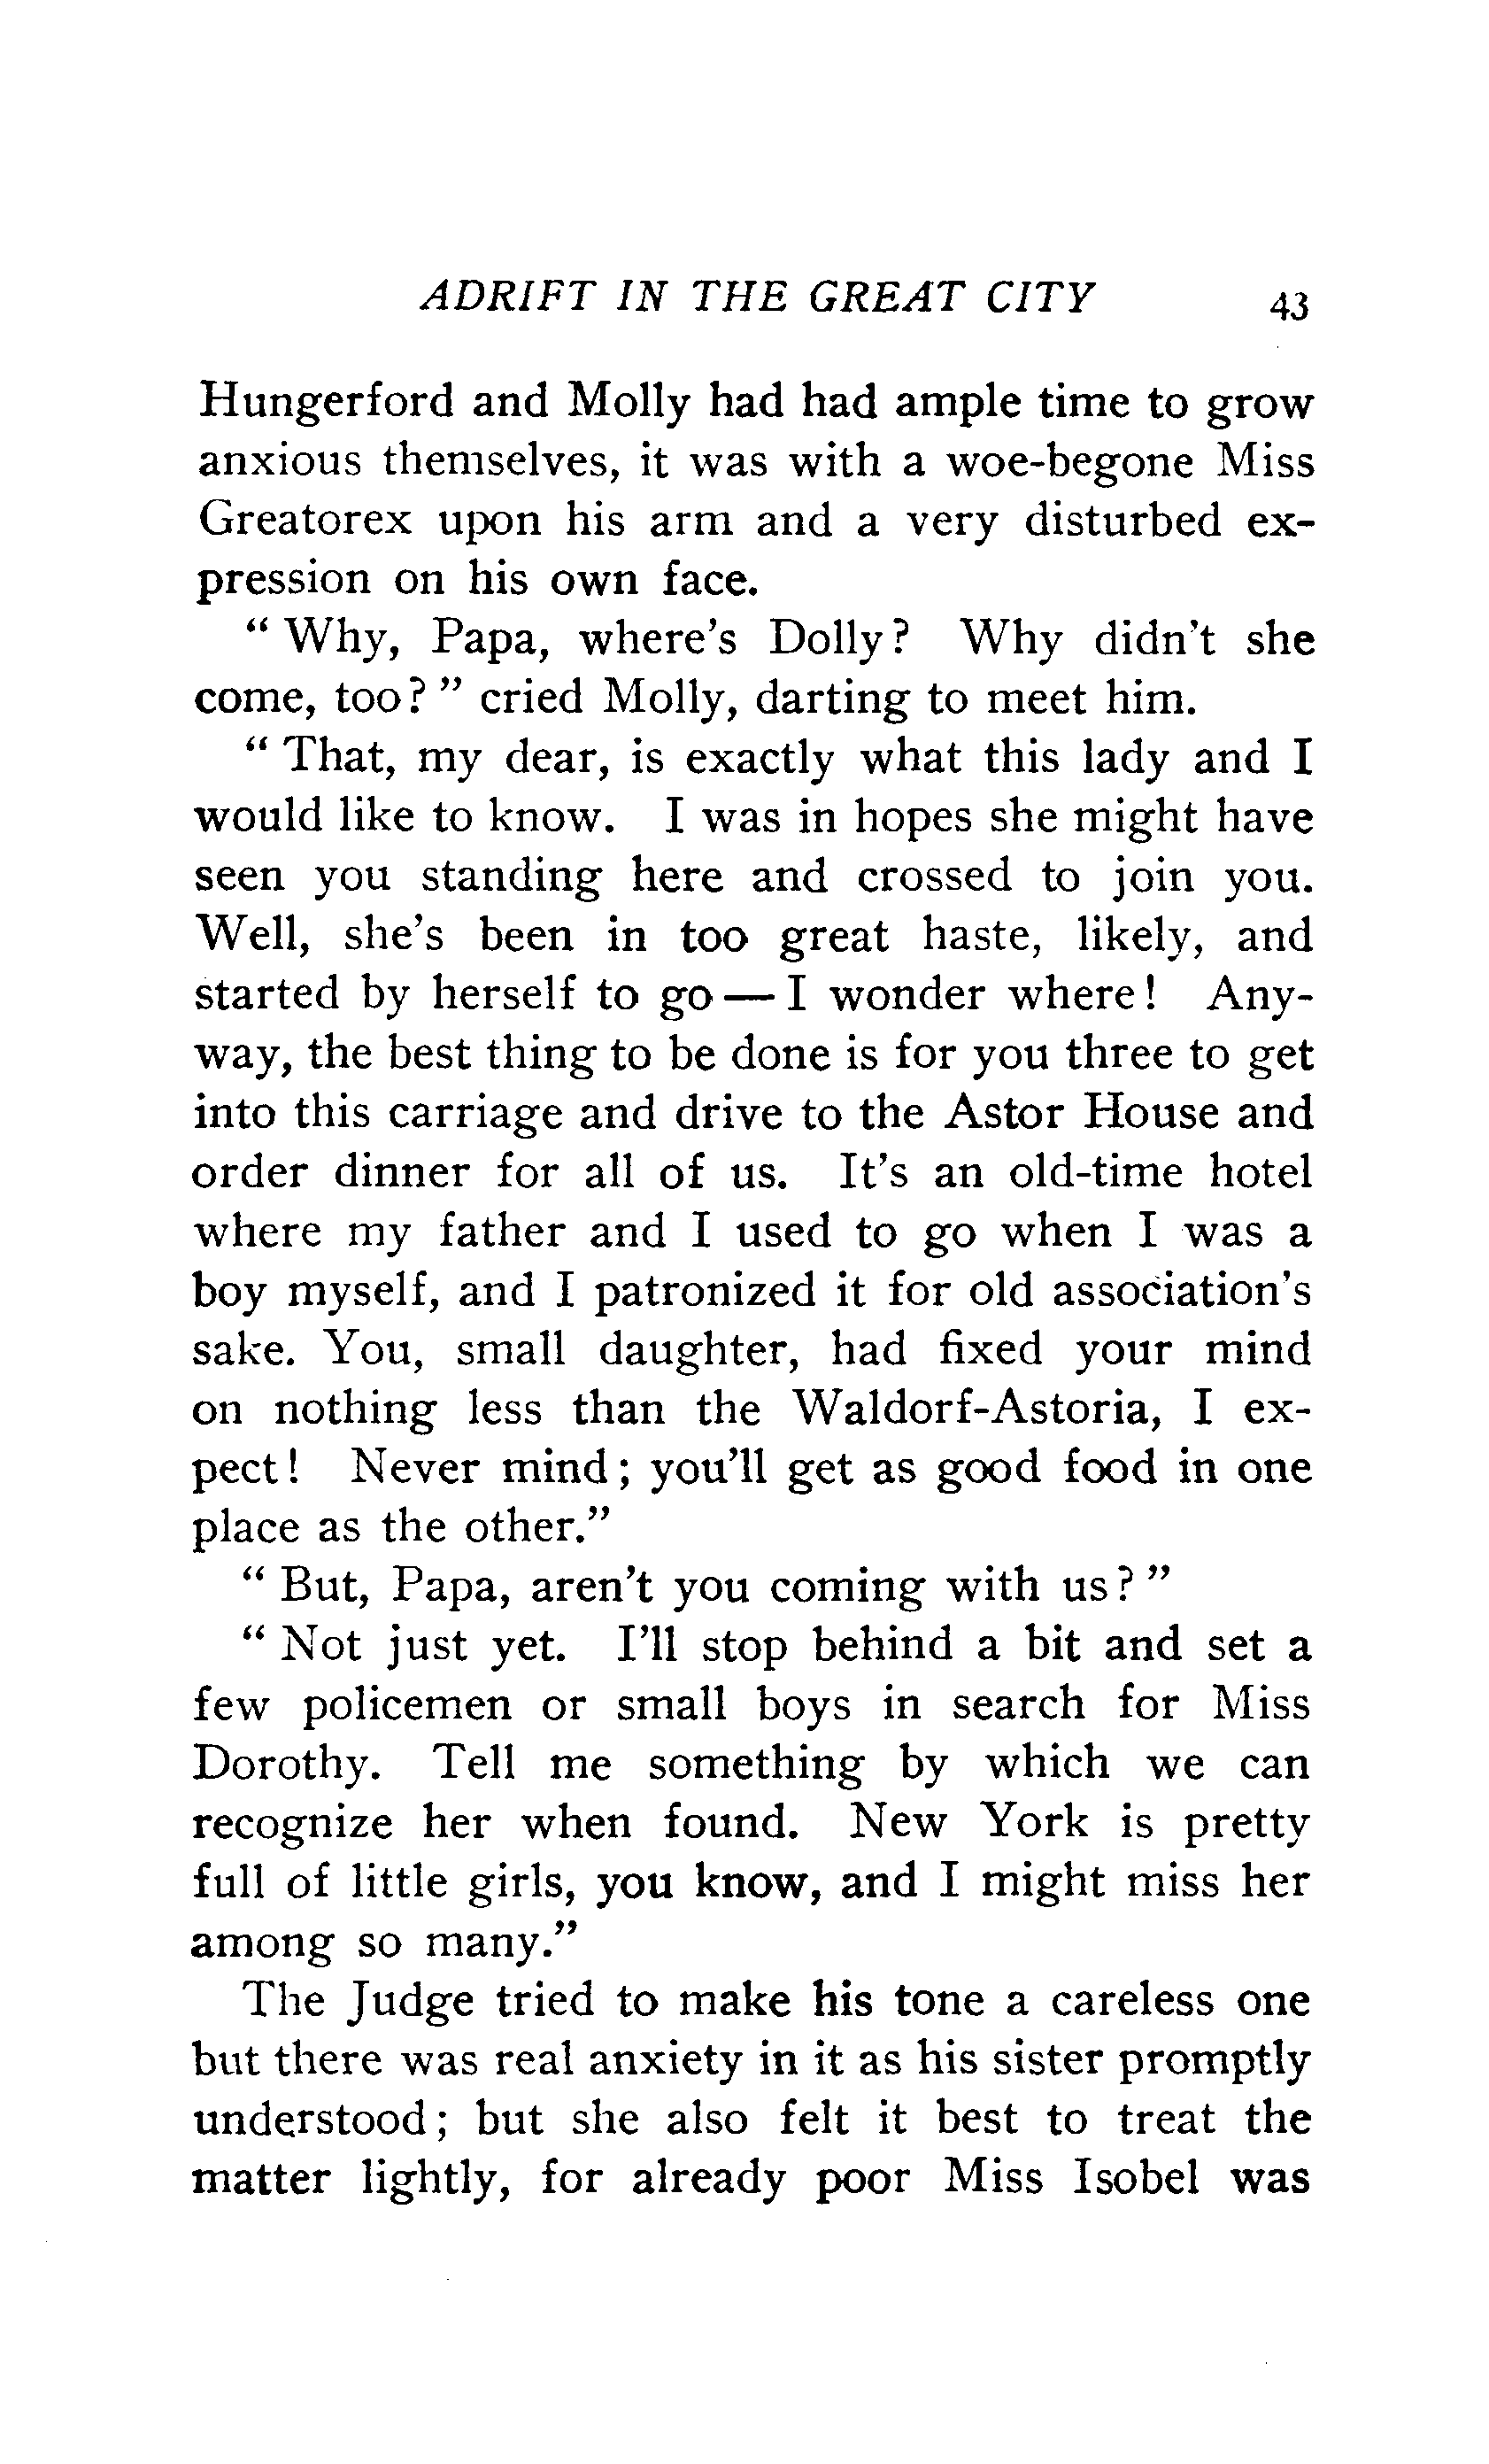 ADRIFT IN THE GREAT CITY 43
Hungerford and Molly had had ample time to grow
anxious themselves, it was with a woe-begone Miss
Greatorex upon his arm and a very disturbed ex-
pression on his own face.
" Why, Papa, where's Dolly? Why didn't she
come, too? " cried Molly, darting to meet him.
" That, my dear, is exactly what this lady and I
would like to know. I was in hopes she might have
seen you standing here and crossed to join you.
Well, she's been in too great haste, likely, and
started by herself to go — I wonder where! Any-
way, the best thing to be done is for you three to get
into this carriage and drive to the Astor House and
order dinner for all of us. It's an old-time hotel
where my father and I used to go when I was a
boy myself, and I patronized it for old association's
sake. You, small daughter, had fixed your mind
on nothing less than the Waldorf-Astoria, I ex-
pect! Never mind; you'll get as good food in one
place as the other."
" But, Papa, aren't you coming with us? "
" Not just yet. I'll stop behind a bit and set a
few policemen or small boys in search for Miss
Dorothy. Tell me something by which we can
recognize her when found. New York is pretty
full of little girls, you know, and I might miss her
among so many."
The Judge tried to make his tone a careless one
but there was real anxiety in it as his sister promptly
understood; but she also felt it best to treat the
matter lightly, for already poor Miss Isobel was